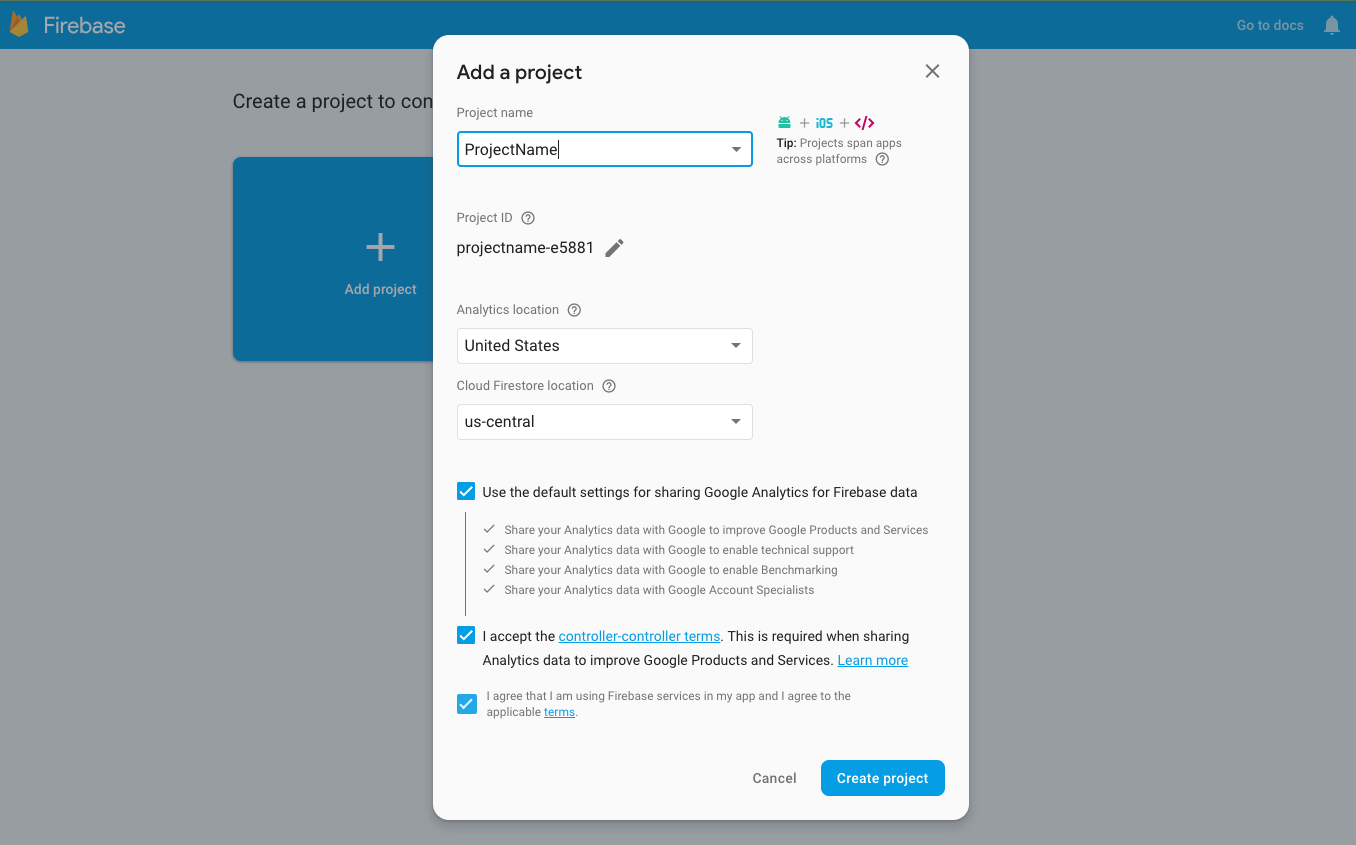 Firebase
Go to docs
Create a project to con
Add project
Add a project
Project name
ProjectName
+ iOS + </>
Tip: Projects span apps
across platforms ?
Project ID ?
projectname-e5881
Analytics location ?
United States
Cloud Firestore location ?
us-central
Use the default settings for sharing Google Analytics for Firebase data
Share your Analytics data with Google to improve Google Products and Services
Share your Analytics data with Google to enable technical support
Share your Analytics data with Google to enable Benchmarking
Share your Analytics data with Google Account Specialists
I accept the controller-controller terms. This is required when sharing
Analytics data to improve Google Products and Services. Learn more
I agree that I am using Firebase services in my app and I agree to the
applicable terms.
Cancel
Create project